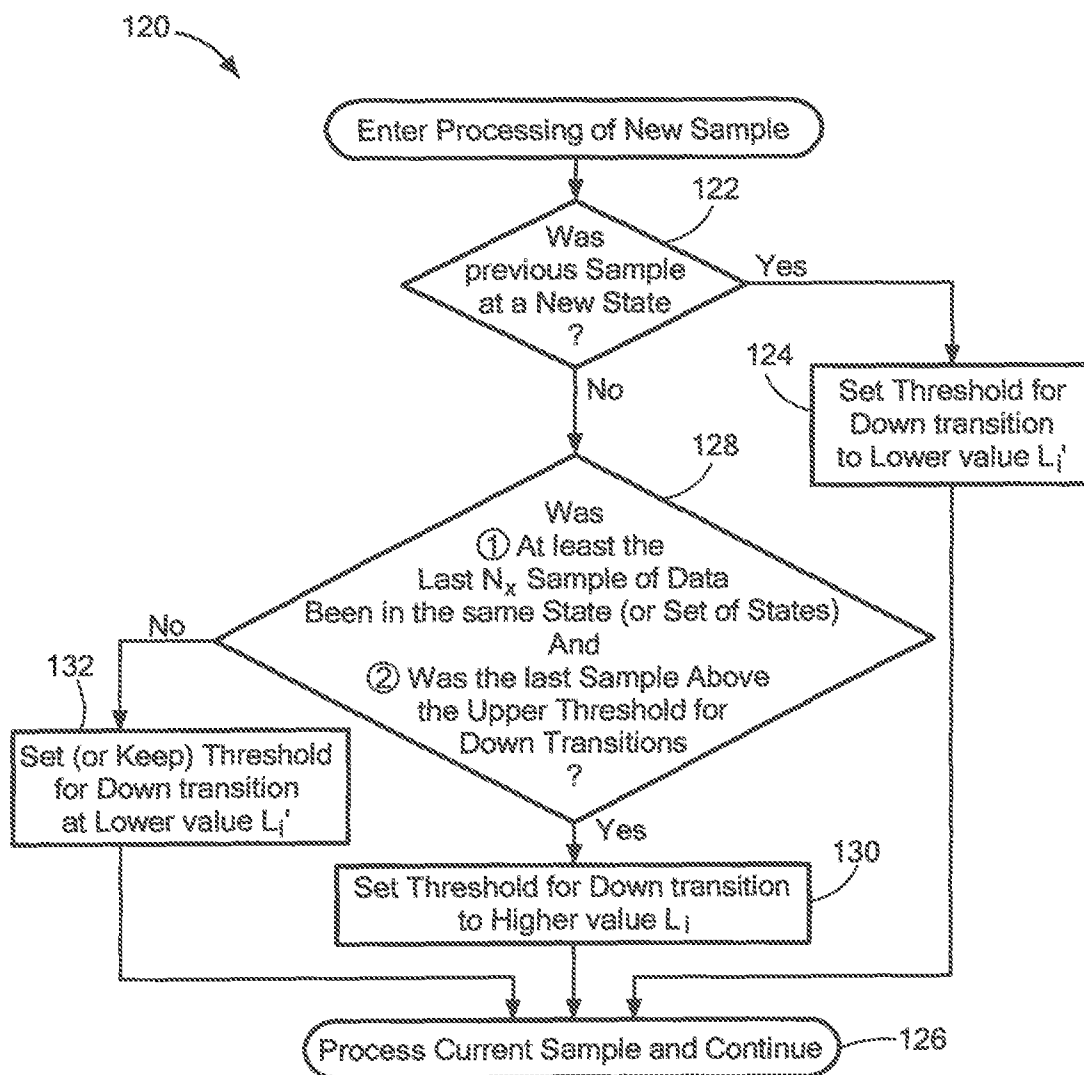 120
Enter Processing of New Sample
122
Was
previous Sample
at a New State
?
Yes
No
124
Set Threshold for
Down transition
to Lower value Li'
128
Was
① At least the
Last Nx Sample of Data
Been in the same State (or Set of States)
And
② Was the last Sample Above
the Upper Threshold for
Down Transitions
?
No
132
Set (or Keep) Threshold
for Down transition
at Lower value Li'
Yes
130
Set Threshold for Down transition
to Higher value Li
Process Current Sample and Continue
126